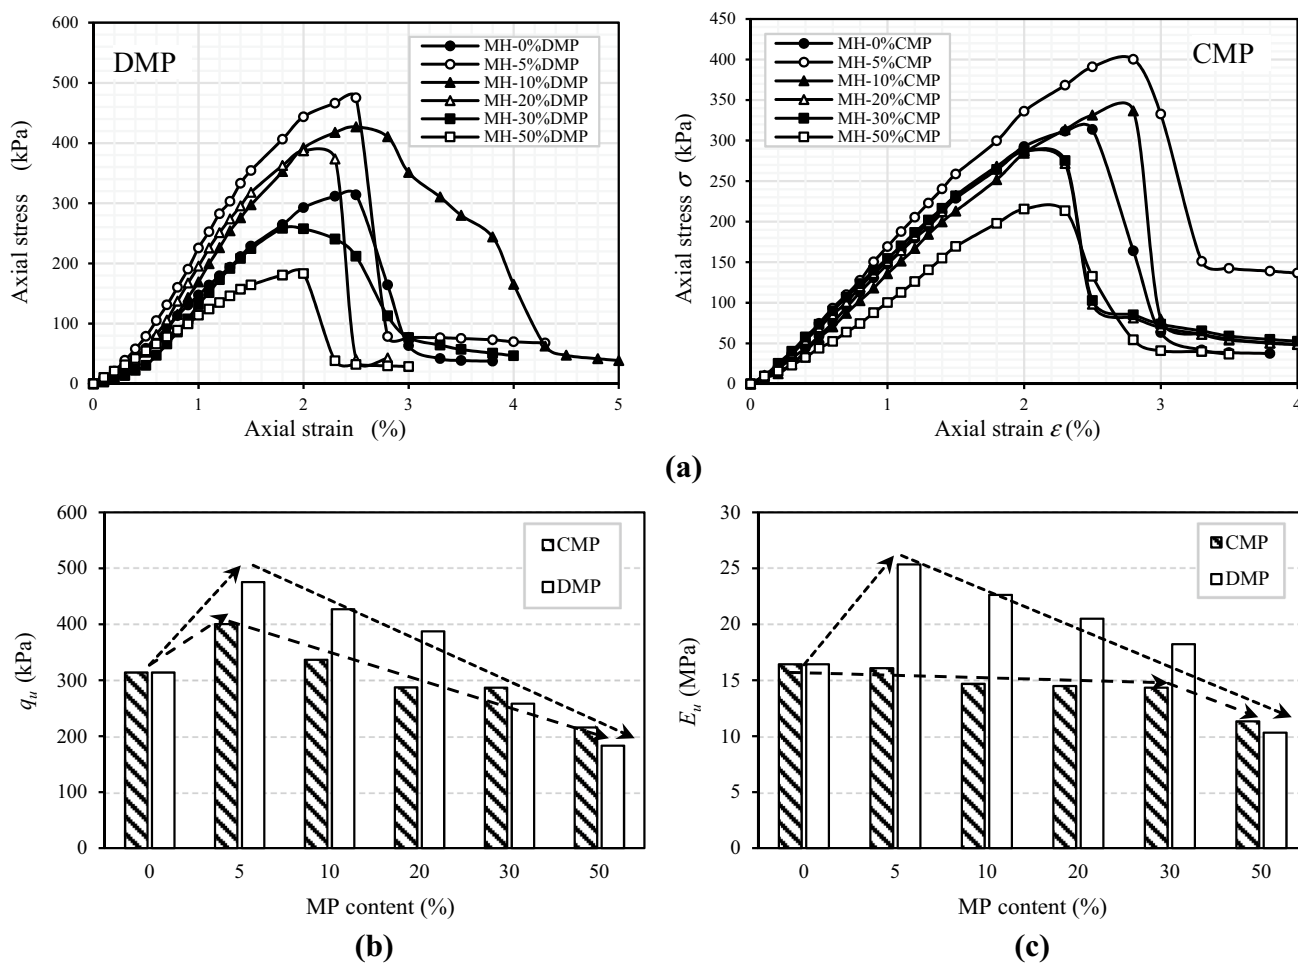 600
500
400
300
200
100
0
Axial stress (kPa)
DMP
MH-0%DMP
MH-5%DMP
MH-10%DMP
MH-20%DMP
MH-30%DMP
MH-50%DMP
0 1 2 3 4 5
Axial strain (%)
450
400
350
300
250
200
150
100
50
0
Axial stress σ (kPa)
MH-0%CMP
MH-5%CMP
MH-10%CMP
MH-20%CMP
MH-30%CMP
MH-50%CMP
CMP
0 1 2 3 4
Axial strain ε (%)
(a)
600
500
400
300
200
100
0
q_u (kPa)
CMP
DMP
0 5 10 20 30 50
MP content (%)
(b)
30
25
20
15
10
5
0
E_u (MPa)
CMP
DMP
0 5 10 20 30 50
MP content (%)
(c)